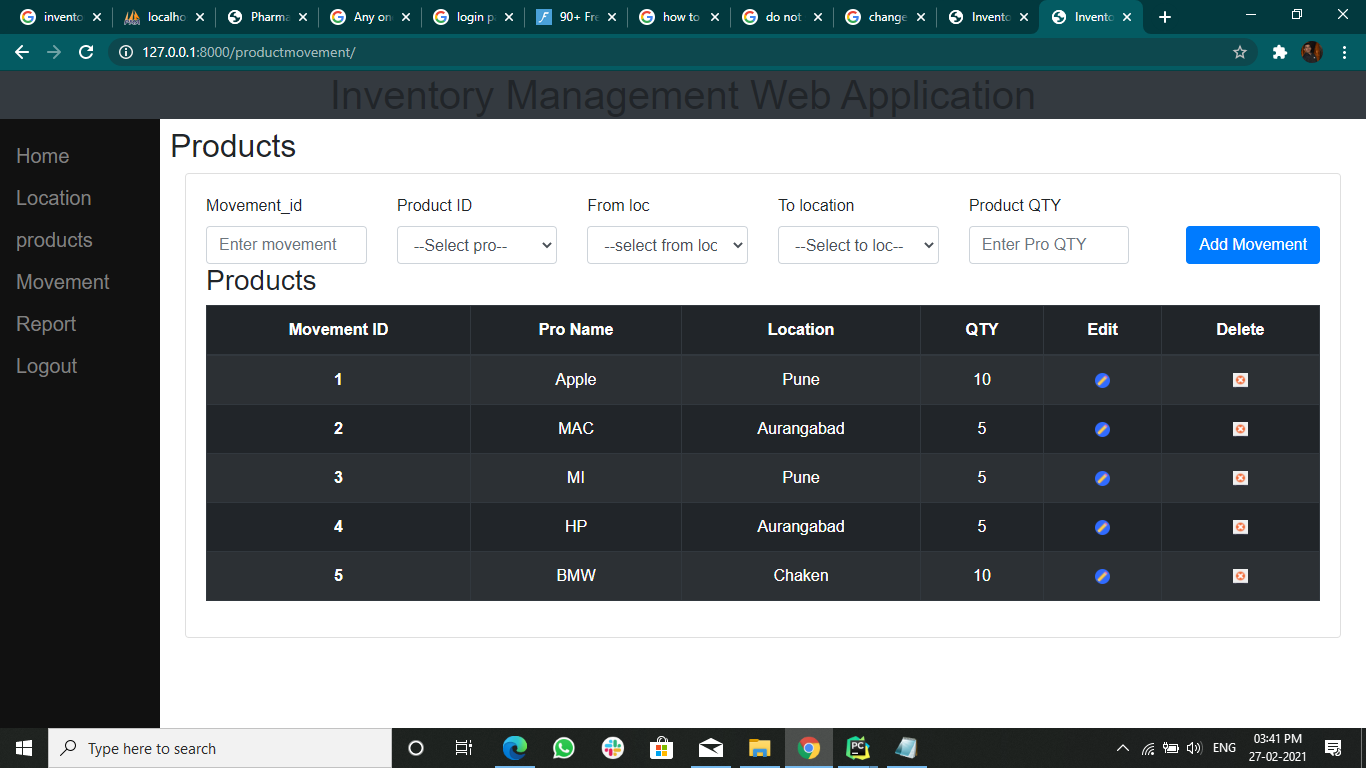 invento
localho
Pharma
Any on
login pa
90+ Fre
how to
do not
change
Invento
Invento
127.0.0.1:8000/productmovement/
Inventory Management Web Application
Home
Location
products
Movement
Report
Logout
Products
Movement_id Product ID From loc To location Product QTY
Enter movement --Select pro-- --select from loc --Select to loc-- Enter Pro QTY Add Movement
Products
Movement ID Pro Name Location QTY Edit Delete
1 Apple Pune 10
2 MAC Aurangabad 5
3 MI Pune 5
4 HP Aurangabad 5
5 BMW Chaken 10
Type here to search
ENG
03:41 PM
27-02-2021